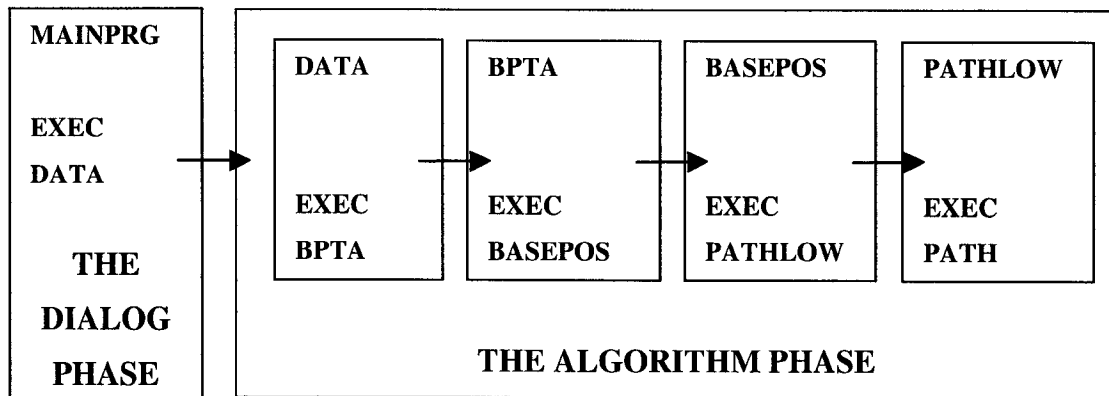 MAINPRG
EXEC
DATA
THE
DIALOG
PHASE
DATA
EXEC
BPTA
BPTA
EXEC
BASEPOS
BASEPOS
EXEC
PATHLOW
PATHLOW
EXEC
PATH
THE ALGORITHM PHASE